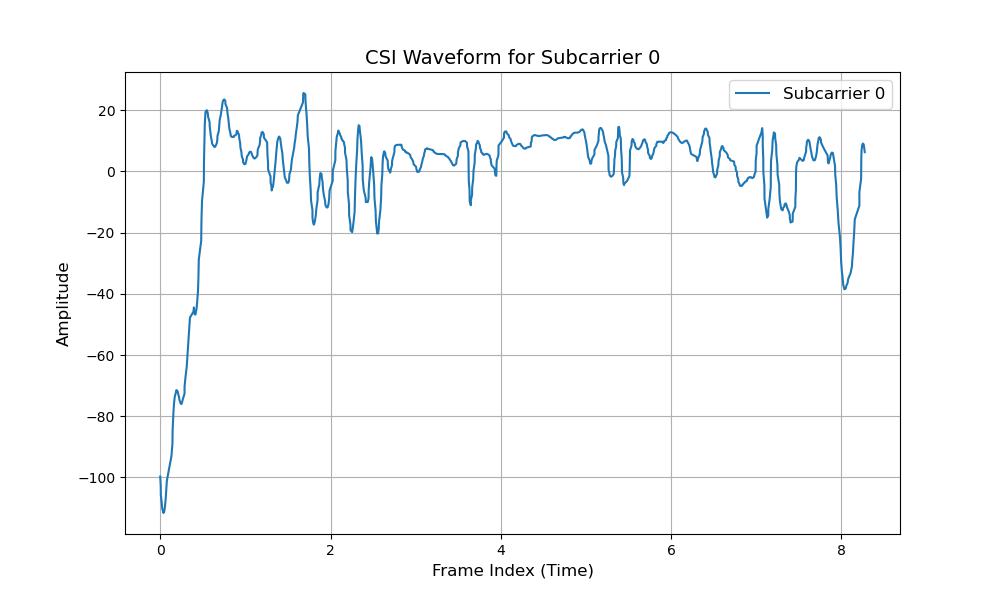 CSI Waveform for Subcarrier 0
Subcarrier 0
20
0
−20
−40
−60
−80
−100
Amplitude
0 2 4 6 8
Frame Index (Time)